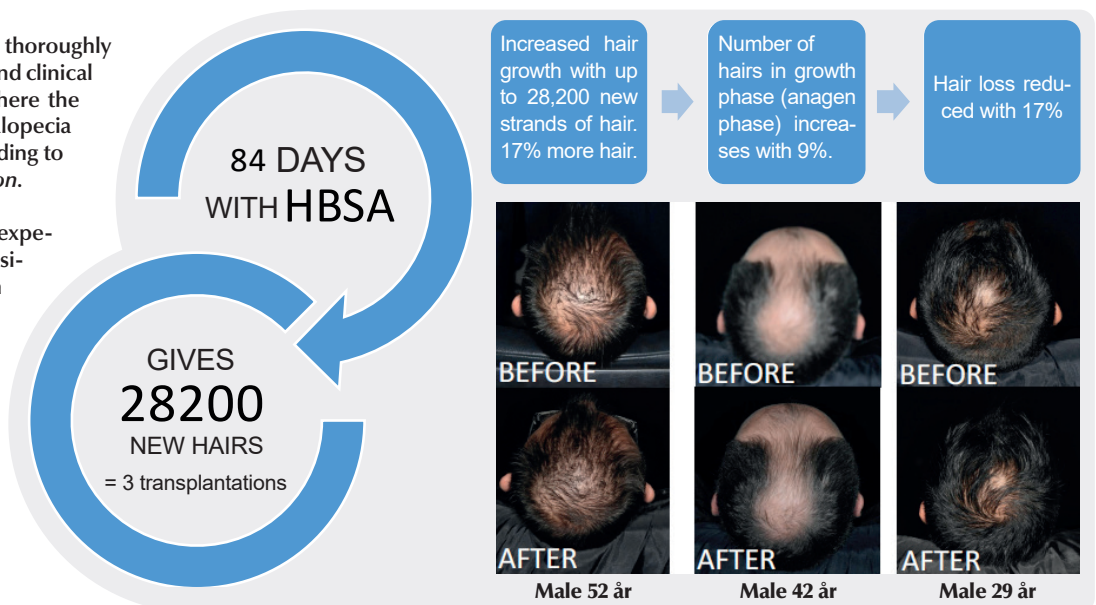 thoroughly
nd clinical
here the
lopecia
ding to
on.
expe-
si-
84 DAYS
WITH HBSA
GIVES
28200
NEW HAIRS
= 3 transplantations
Increased hair
growth with up
to 28,200 new
strands of hair.
17% more hair.
Number of
hairs in growth
phase (anagen
phase) increa-
ses with 9%.
Hair loss redu-
ced with 17%
BEFORE
BEFORE
BEFORE
AFTER
AFTER
AFTER
Male 52 år
Male 42 år
Male 29 år